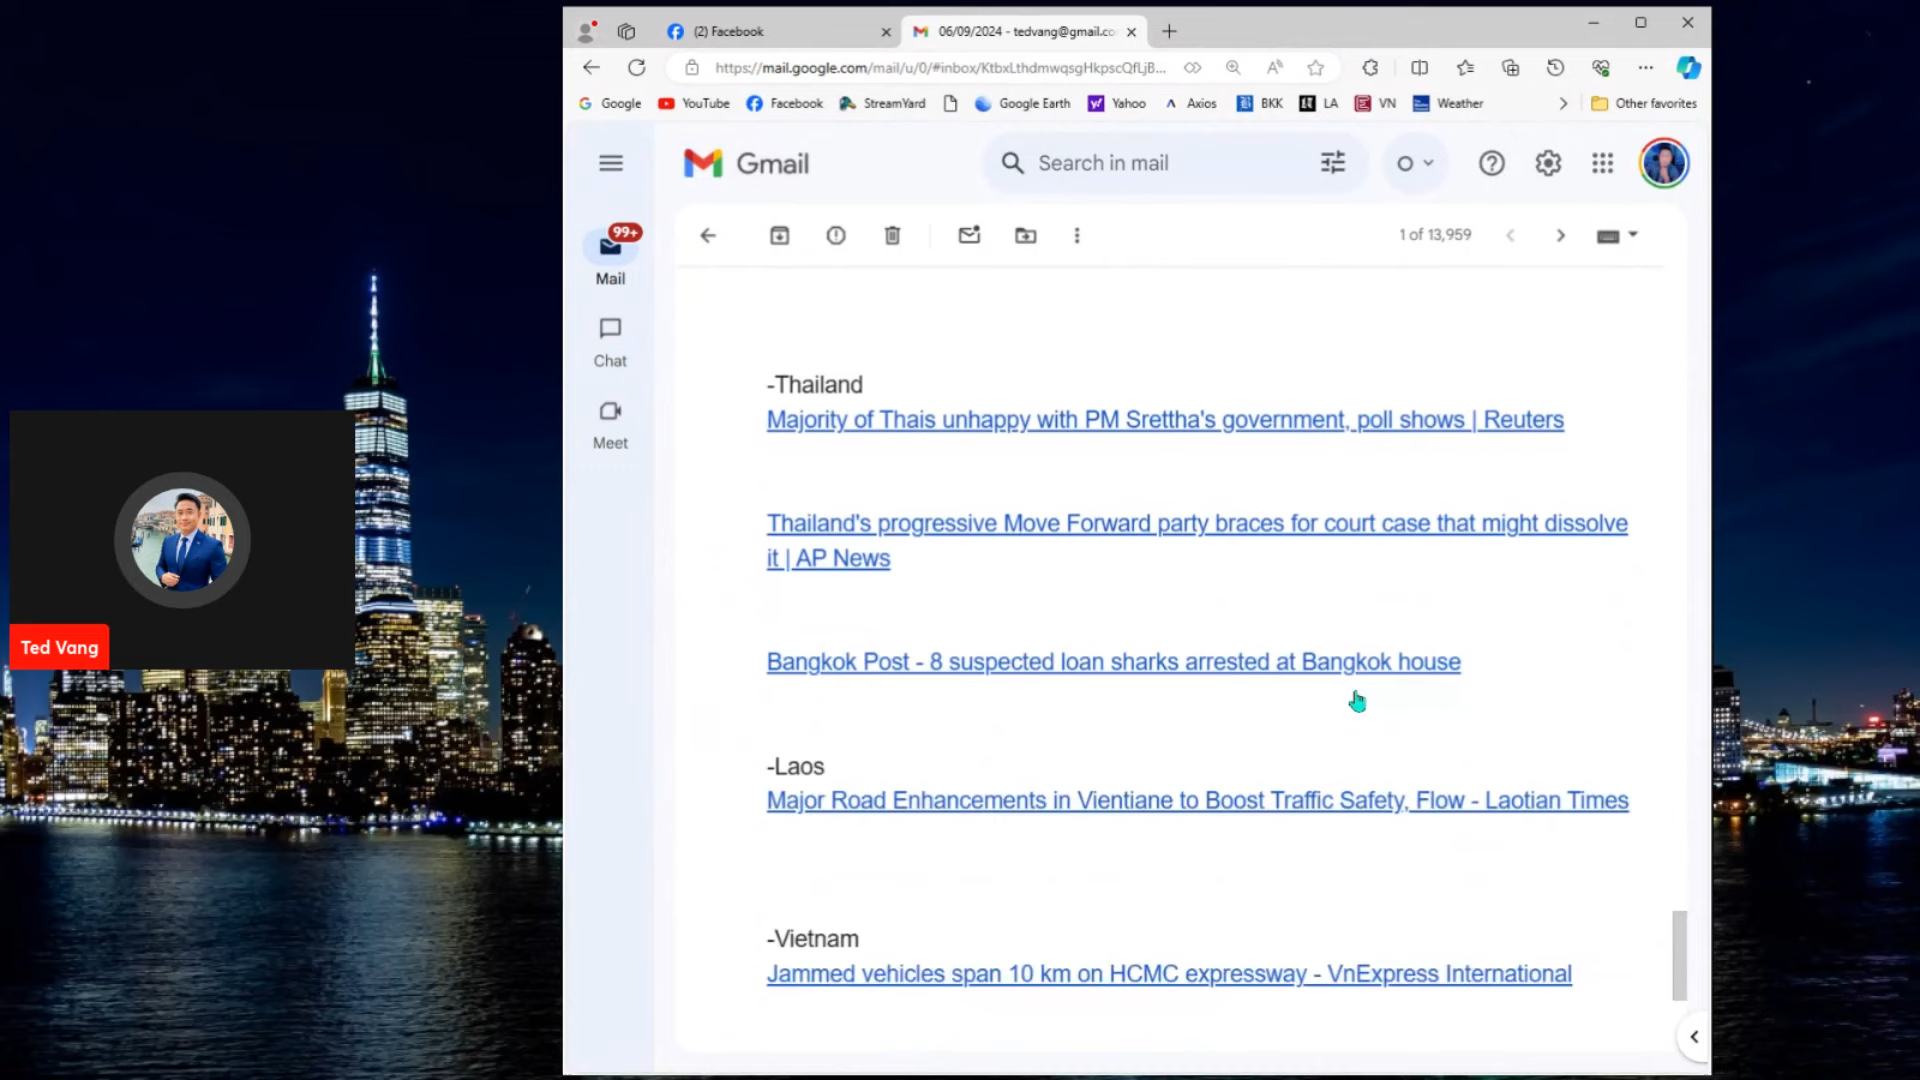 (2) Facebook
06/09/2024 - tedvang@gmail.co
https://mail.google.com/mail/u/0/#inbox/KtbxLthdmwqsgHkpscQfLjB...
Google YouTube Facebook StreamYard Google Earth Yahoo Axios BKK LA VN Weather Other favorites
Gmail
Search in mail
99+
Mail
Chat
Meet
1 of 13,959
-Thailand
Majority of Thais unhappy with PM Srettha's government, poll shows | Reuters
Thailand's progressive Move Forward party braces for court case that might dissolve
it | AP News
Bangkok Post - 8 suspected loan sharks arrested at Bangkok house
-Laos
Major Road Enhancements in Vientiane to Boost Traffic Safety, Flow - Laotian Times
-Vietnam
Jammed vehicles span 10 km on HCMC expressway - VnExpress International
Ted Vang